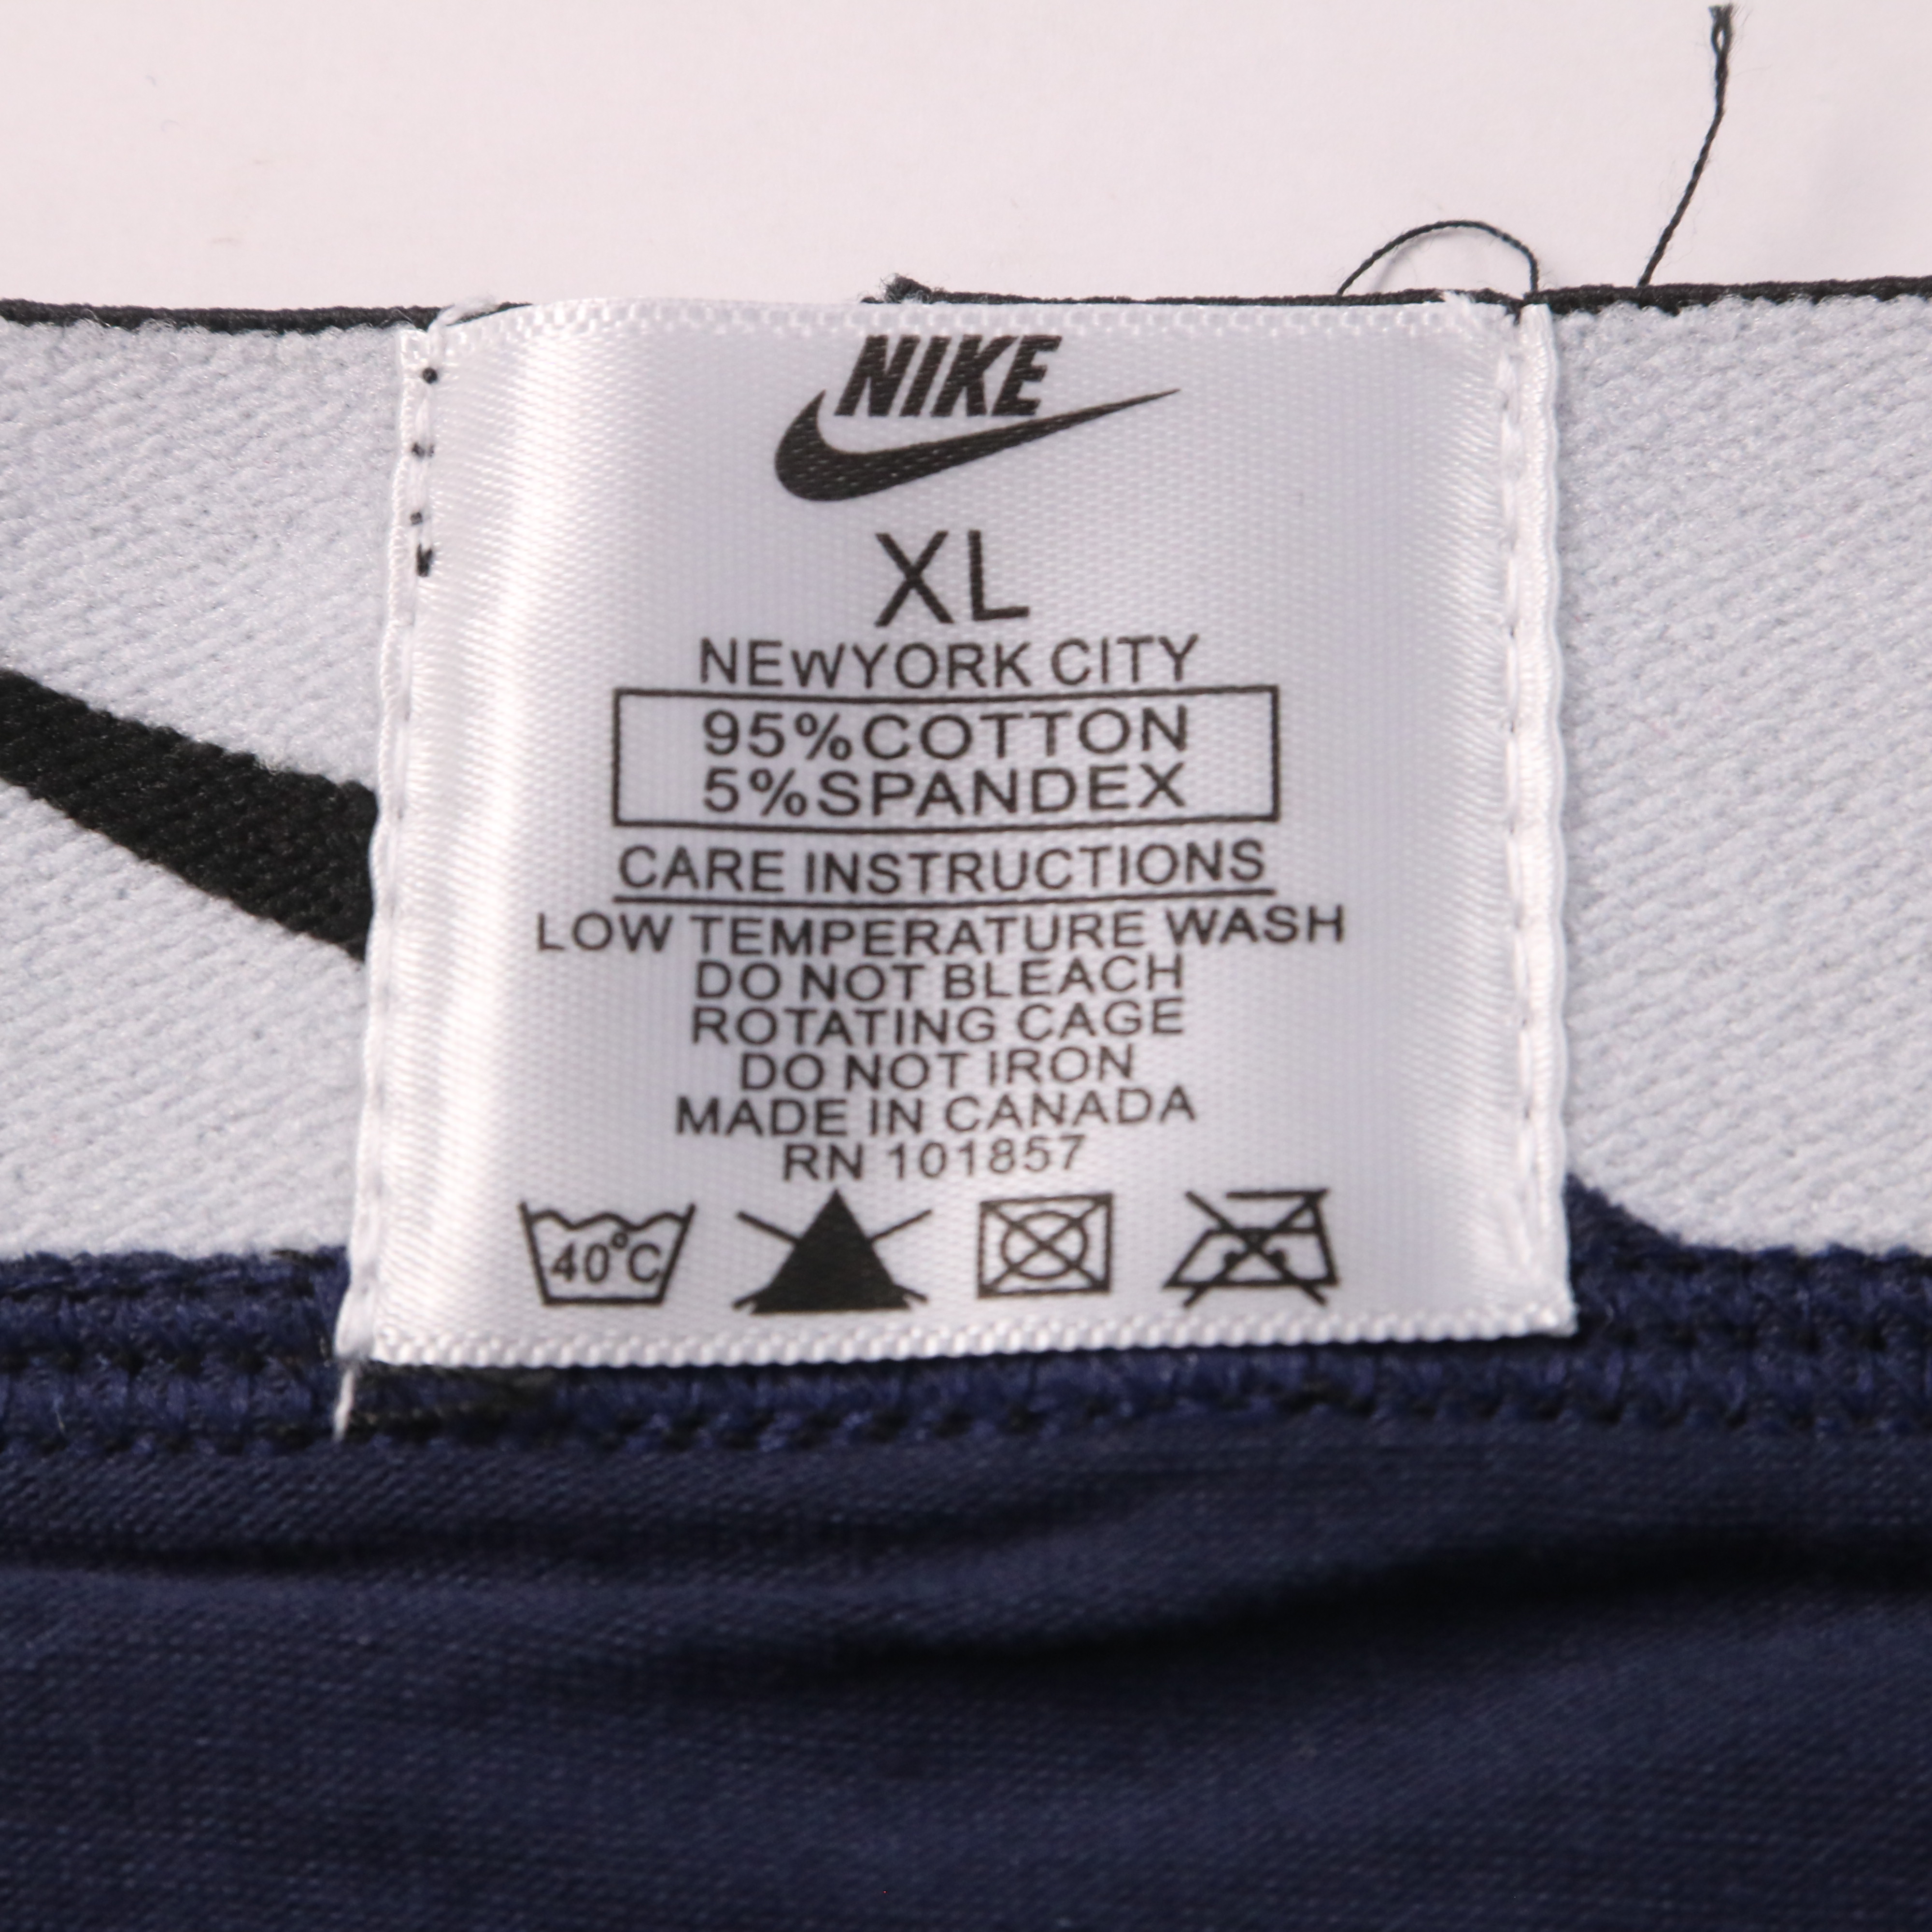 NIKE
XL
NEWYORK CITY
95%COTTON
5%SPANDEX
CARE INSTRUCTIONS
LOW TEMPERATURE WASH
DO NOT BLEACH
ROTATING CAGE
DO NOT IRON
MADE IN CANADA
RN 101857
40°C